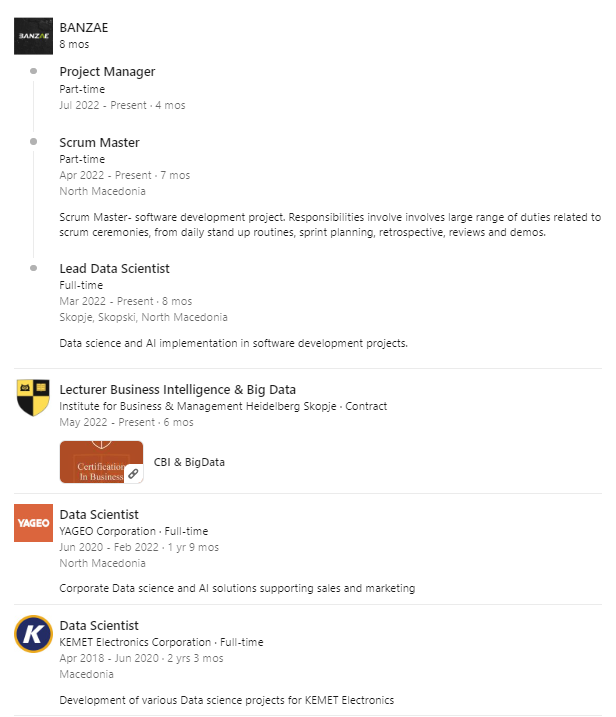 BANZAE
BANZAE
8 mos
Project Manager
Part-time
Jul 2022 - Present · 4 mos
Scrum Master
Part-time
Apr 2022 - Present · 7 mos
North Macedonia
Scrum Master- software development project. Responsibilities involve involves large range of duties related to
scrum ceremonies, from daily stand up routines, sprint planning, retrospective, reviews and demos.
Lead Data Scientist
Full-time
Mar 2022 - Present · 8 mos
Skopje, Skopski, North Macedonia
Data science and AI implementation in software development projects.
Lecturer Business Intelligence & Big Data
Institute for Business & Management Heidelberg Skopje · Contract
May 2022 - Present · 6 mos
Certification
In Business
CBI & BigData
YAGEO
Data Scientist
YAGEO Corporation · Full-time
Jun 2020 - Feb 2022 · 1 yr 9 mos
North Macedonia
Corporate Data science and AI solutions supporting sales and marketing
K
Data Scientist
KEMET Electronics Corporation · Full-time
Apr 2018 - Jun 2020 · 2 yrs 3 mos
Macedonia
Development of various Data science projects for KEMET Electronics